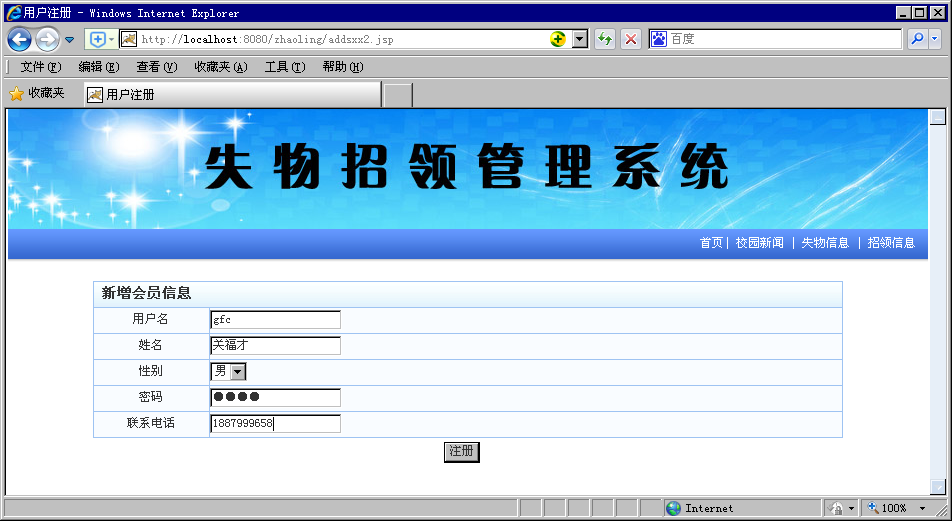 用户注册 - Windows Internet Explorer
http://localhost:8080/zhaoling/addsxx2.jsp
百度
文件(F) 编辑(E) 查看(V) 收藏夹(A) 工具(T) 帮助(H)
收藏夹 用户注册
失物招领管理系统
首页 | 校园新闻 | 失物信息 | 招领信息
新增会员信息
用户名 gfc
姓名 关福才
性别 男
密码 ●●●●
联系电话 1887999658
注册
Internet 100%